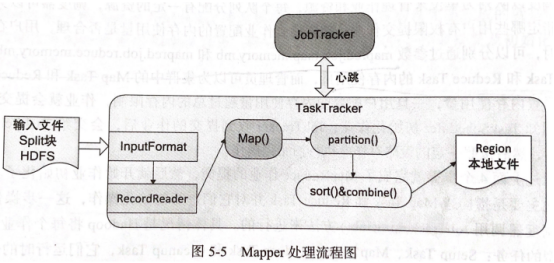 JobTracker
心跳
TaskTracker
输入文件
Split块
HDFS
InputFormat
RecordReader
Map()
partition()
sort()&combine()
Region
本地文件
图 5-5 Mapper 处理流程图